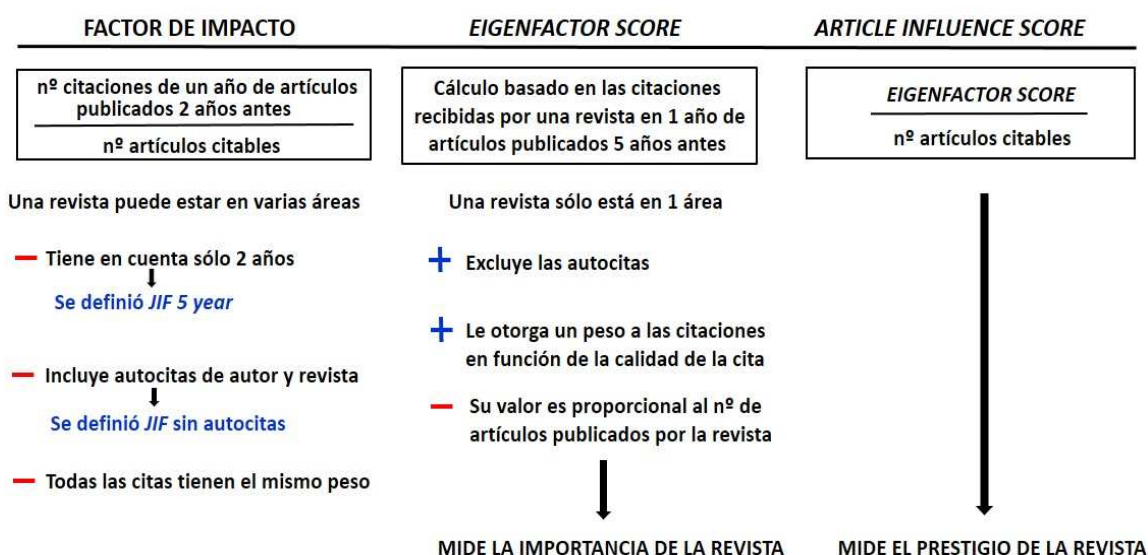 FACTOR DE IMPACTO
nº citaciones de un año de artículos
publicados 2 años antes
nº artículos citables
Una revista puede estar en varias áreas
— Tiene en cuenta sólo 2 años
Se definió JIF 5 year
— Incluye autocitas de autor y revista
Se definió JIF sin autocitas
— Todas las citas tienen el mismo peso
EIGENFACTOR SCORE
Cálculo basado en las citaciones
recibidas por una revista en 1 año de
artículos publicados 5 años antes
Una revista sólo está en 1 área
+ Excluye las autocitas
+ Le otorga un peso a las citaciones
en función de la calidad de la cita
— Su valor es proporcional al nº de
artículos publicados por la revista
MIDE LA IMPORTANCIA DE LA REVISTA
ARTICLE INFLUENCE SCORE
EIGENFACTOR SCORE
nº artículos citables
MIDE EL PRESTIGIO DE LA REVISTA